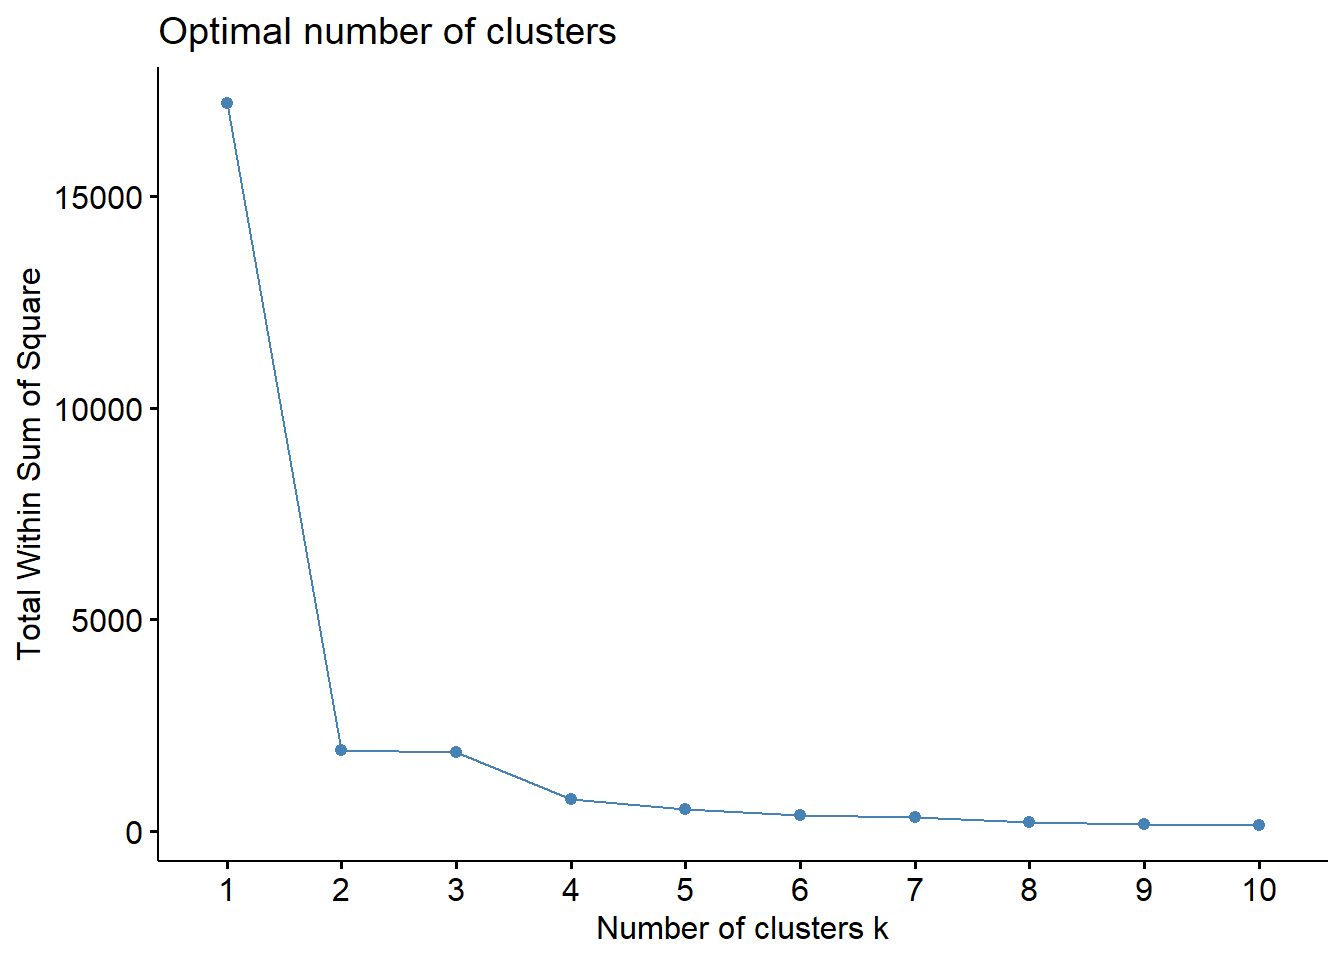 Optimal number of clusters
Total Within Sum of Square
15000
10000
5000
0
1 2 3 4 5 6 7 8 9 10
Number of clusters k